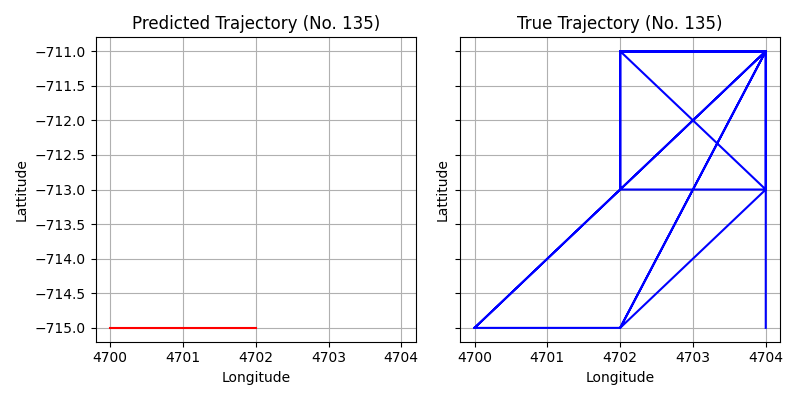 Predicted Trajectory (No. 135)
True Trajectory (No. 135)
−711.0
−711.5
−712.0
−712.5
−713.0
−713.5
−714.0
−714.5
−715.0
Lattitude
Lattitude
4700 4701 4702 4703 4704
4700 4701 4702 4703 4704
Longitude
Longitude